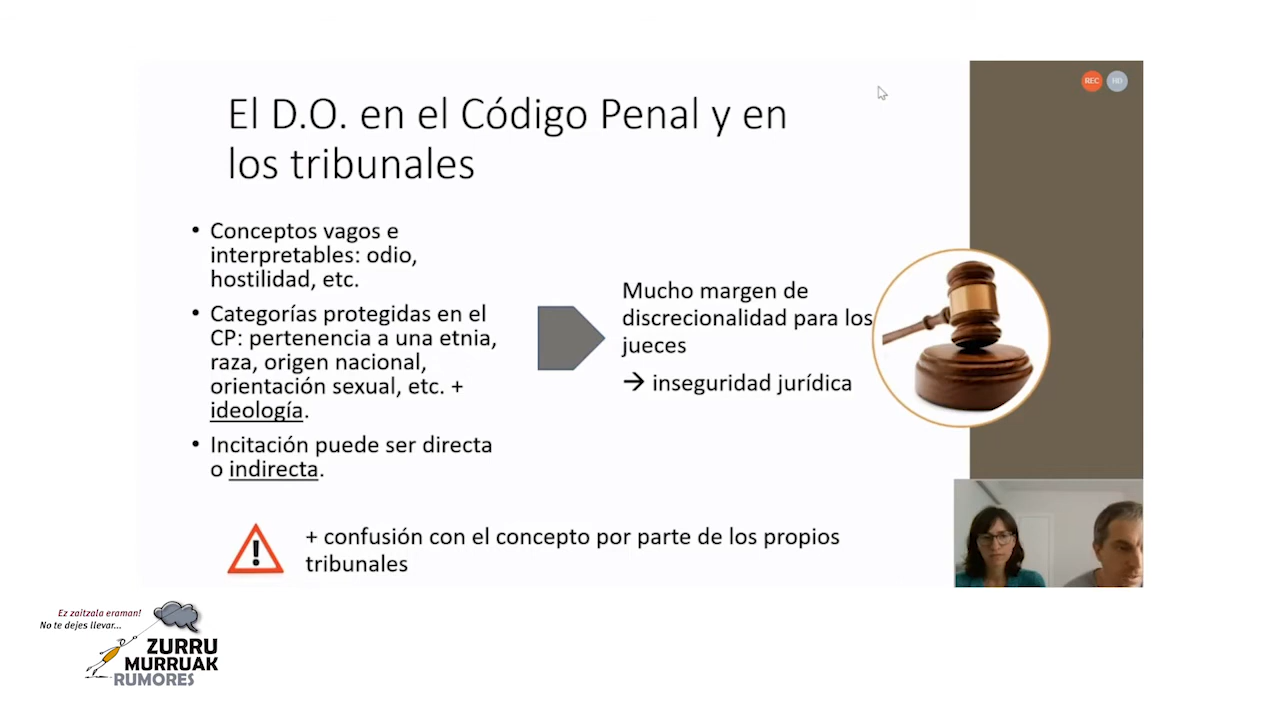 El D.O. en el Código Penal y en
los tribunales
REC
RD
• Conceptos vagos e
interpretables: odio,
hostilidad, etc.
• Categorías protegidas en el
CP: pertenencia a una etnia,
raza, origen nacional,
orientación sexual, etc. +
ideología.
• Incitación puede ser directa
o indirecta.
Mucho margen de
discrecionalidad para los
jueces
→ inseguridad jurídica
+ confusión con el concepto por parte de los propios
tribunales
Ez zaitzala eraman!
No te dejes llevar...
ZURRU
MURRUAK
RUMORES